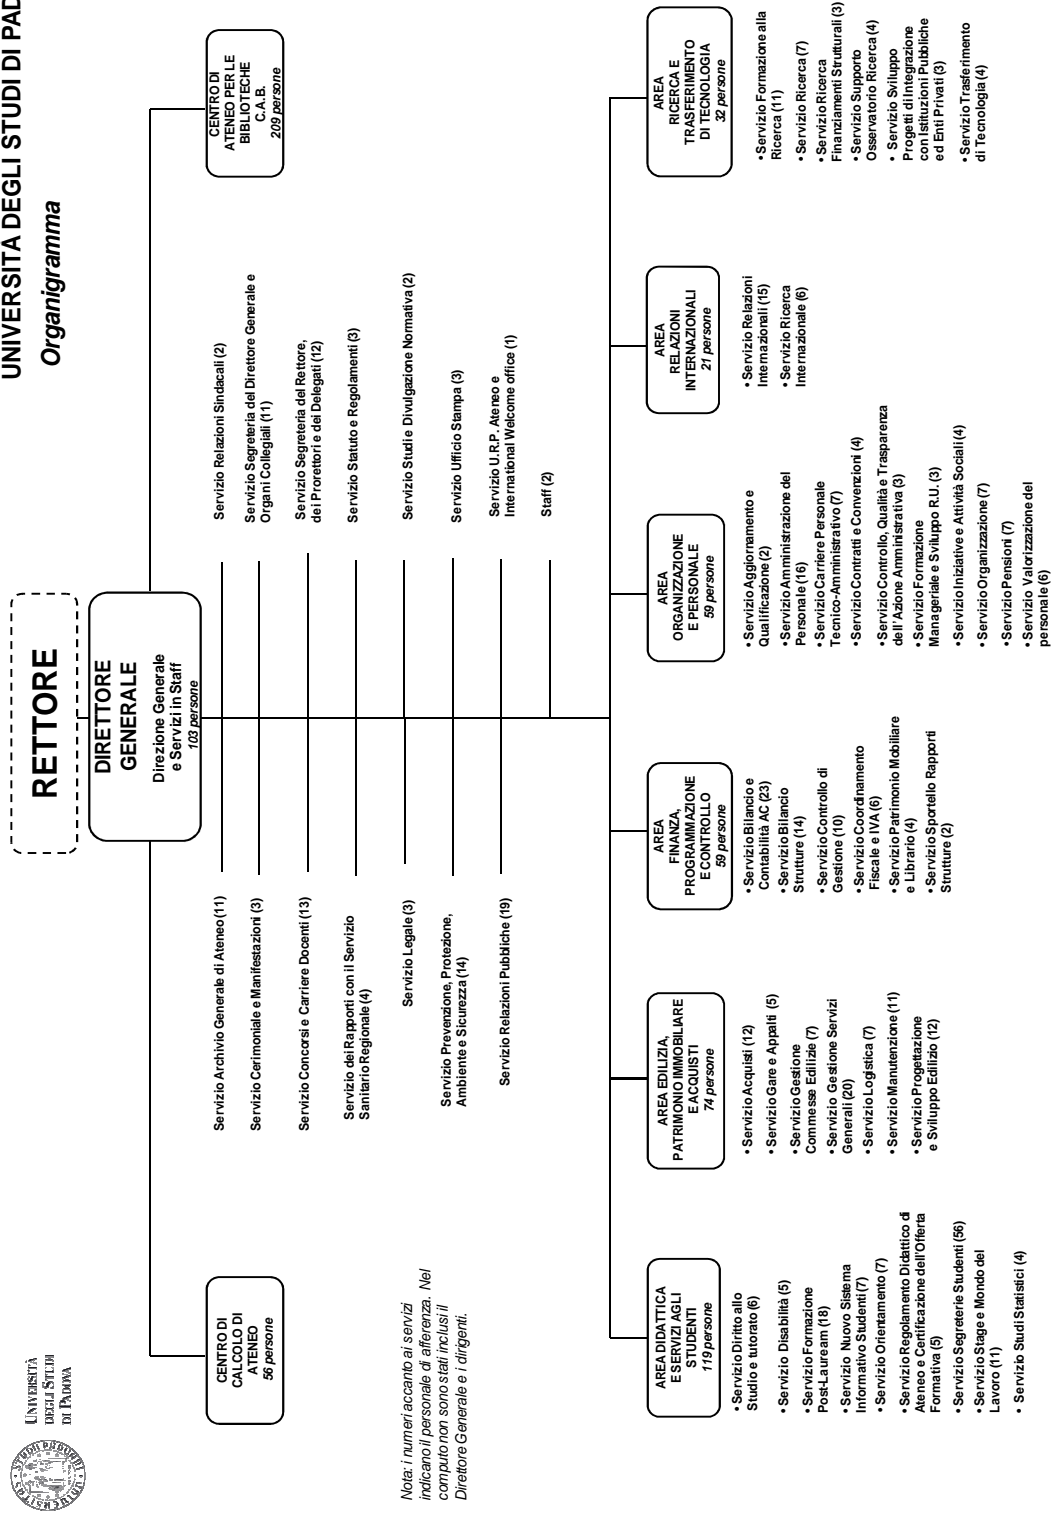 UNIVERSITÀ
DEGLI STUDI
DI PADOVA
UNIVERSITA DEGLI STUDI DI PAD
Organigramma
RETTORE
DIRETTORE
GENERALE
Direzione Generale
e Servizi in Staff
103 persone
CENTRO DI
CALCOLO DI
ATENEO
56 persone
CENTRO DI
ATENEO PER LE
BIBLIOTECHE
C.A.B.
209 persone
Servizio Archivio Generale di Ateneo (11)
Servizio Cerimoniale e Manifestazioni (3)
Servizio Concorsi e Carriere Docenti (13)
Servizio dei Rapporti con il Servizio
Sanitario Regionale (4)
Servizio Legale (3)
Servizio Prevenzione, Protezione,
Ambiente e Sicurezza (14)
Servizio Relazioni Pubbliche (19)
Servizio Relazioni Sindacali (2)
Servizio Segreteria del Direttore Generale e
Organi Collegiali (11)
Servizio Segreteria del Rettore,
dei Prorettori e dei Delegati (12)
Servizio Statuto e Regolamenti (3)
Servizio Studi e Divulgazione Normativa (2)
Servizio Ufficio Stampa (3)
Servizio U.R.P. Ateneo e
International Welcome office (1)
Staff (2)
Nota: i numeri accanto ai servizi
indicano il personale di afferenza. Nel
computo non sono stati inclusi il
Direttore Generale e i dirigenti.
AREA DIDATTICA
E SERVIZI AGLI
STUDENTI
119 persone
• Servizio Diritto allo
Studio e tutorato (6)
• Servizio Disabilità (5)
• Servizio Formazione
Post-Lauream (18)
• Servizio Nuovo Sistema
Informativo Studenti (7)
• Servizio Orientamento (7)
• Servizio Regolamento Didattico di
Ateneo e Certificazione dell'Offerta
Formativa (5)
• Servizio Segreterie Studenti (56)
• Servizio Stage e Mondo del
Lavoro (11)
• Servizio Studi Statistici (4)
AREA EDILIZIA,
PATRIMONIO IMMOBILIARE
E ACQUISTI
74 persone
• Servizio Acquisti (12)
• Servizio Gare e Appalti (5)
• Servizio Gestione
Commesse Edilizie (7)
• Servizio Gestione Servizi
Generali (20)
• Servizio Logistica (7)
• Servizio Manutenzione (11)
• Servizio Progettazione
e Sviluppo Edilizio (12)
AREA
FINANZA,
PROGRAMMAZIONE
E CONTROLLO
59 persone
• Servizio Bilancio e
Contabilità AC (23)
• Servizio Bilancio
Strutture (14)
• Servizio Controllo di
Gestione (10)
• Servizio Coordinamento
Fiscale e IVA (6)
• Servizio Patrimonio Mobiliare
e Librario (4)
• Servizio Sportello Rapporti
Strutture (2)
AREA
ORGANIZZAZIONE
E PERSONALE
59 persone
• Servizio Aggiornamento e
Qualificazione (2)
• Servizio Amministrazione del
Personale (16)
• Servizio Carriere Personale
Tecnico-Amministrativo (7)
• Servizio Contratti e Convenzioni (4)
• Servizio Controllo, Qualità e Trasparenza
dell'Azione Amministrativa (3)
• Servizio Formazione
Manageriale e Sviluppo R.U. (3)
• Servizio Iniziative e Attività Sociali (4)
• Servizio Organizzazione (7)
• Servizio Pensioni (7)
• Servizio Valorizzazione del
personale (6)
AREA
RELAZIONI
INTERNAZIONALI
21 persone
• Servizio Relazioni
Internazionali (15)
• Servizio Ricerca
Internazionale (6)
AREA
RICERCA E
TRASFERIMENTO
DI TECNOLOGIA
32 persone
• Servizio Formazione alla
Ricerca (11)
• Servizio Ricerca (7)
• Servizio Ricerca
Finanziamenti Strutturali (3)
• Servizio Supporto
Osservatorio Ricerca (4)
• Servizio Sviluppo
Progetti di Integrazione
con Istituzioni Pubbliche
ed Enti Privati (3)
• Servizio Trasferimento
di Tecnologia (4)